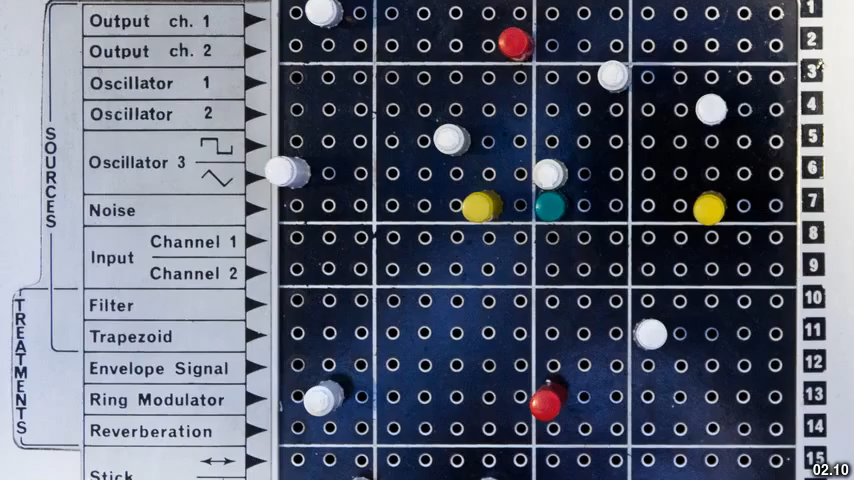 Output ch. 1
Output ch. 2
Oscillator 1
Oscillator 2
Oscillator 3
Noise
Input
Channel 1
Channel 2
Filter
Trapezoid
Envelope Signal
Ring Modulator
Reverberation
Stick
SOURCES
TREATMENTS
1
2
3
4
5
6
7
8
9
10
11
12
13
14
15
02.10